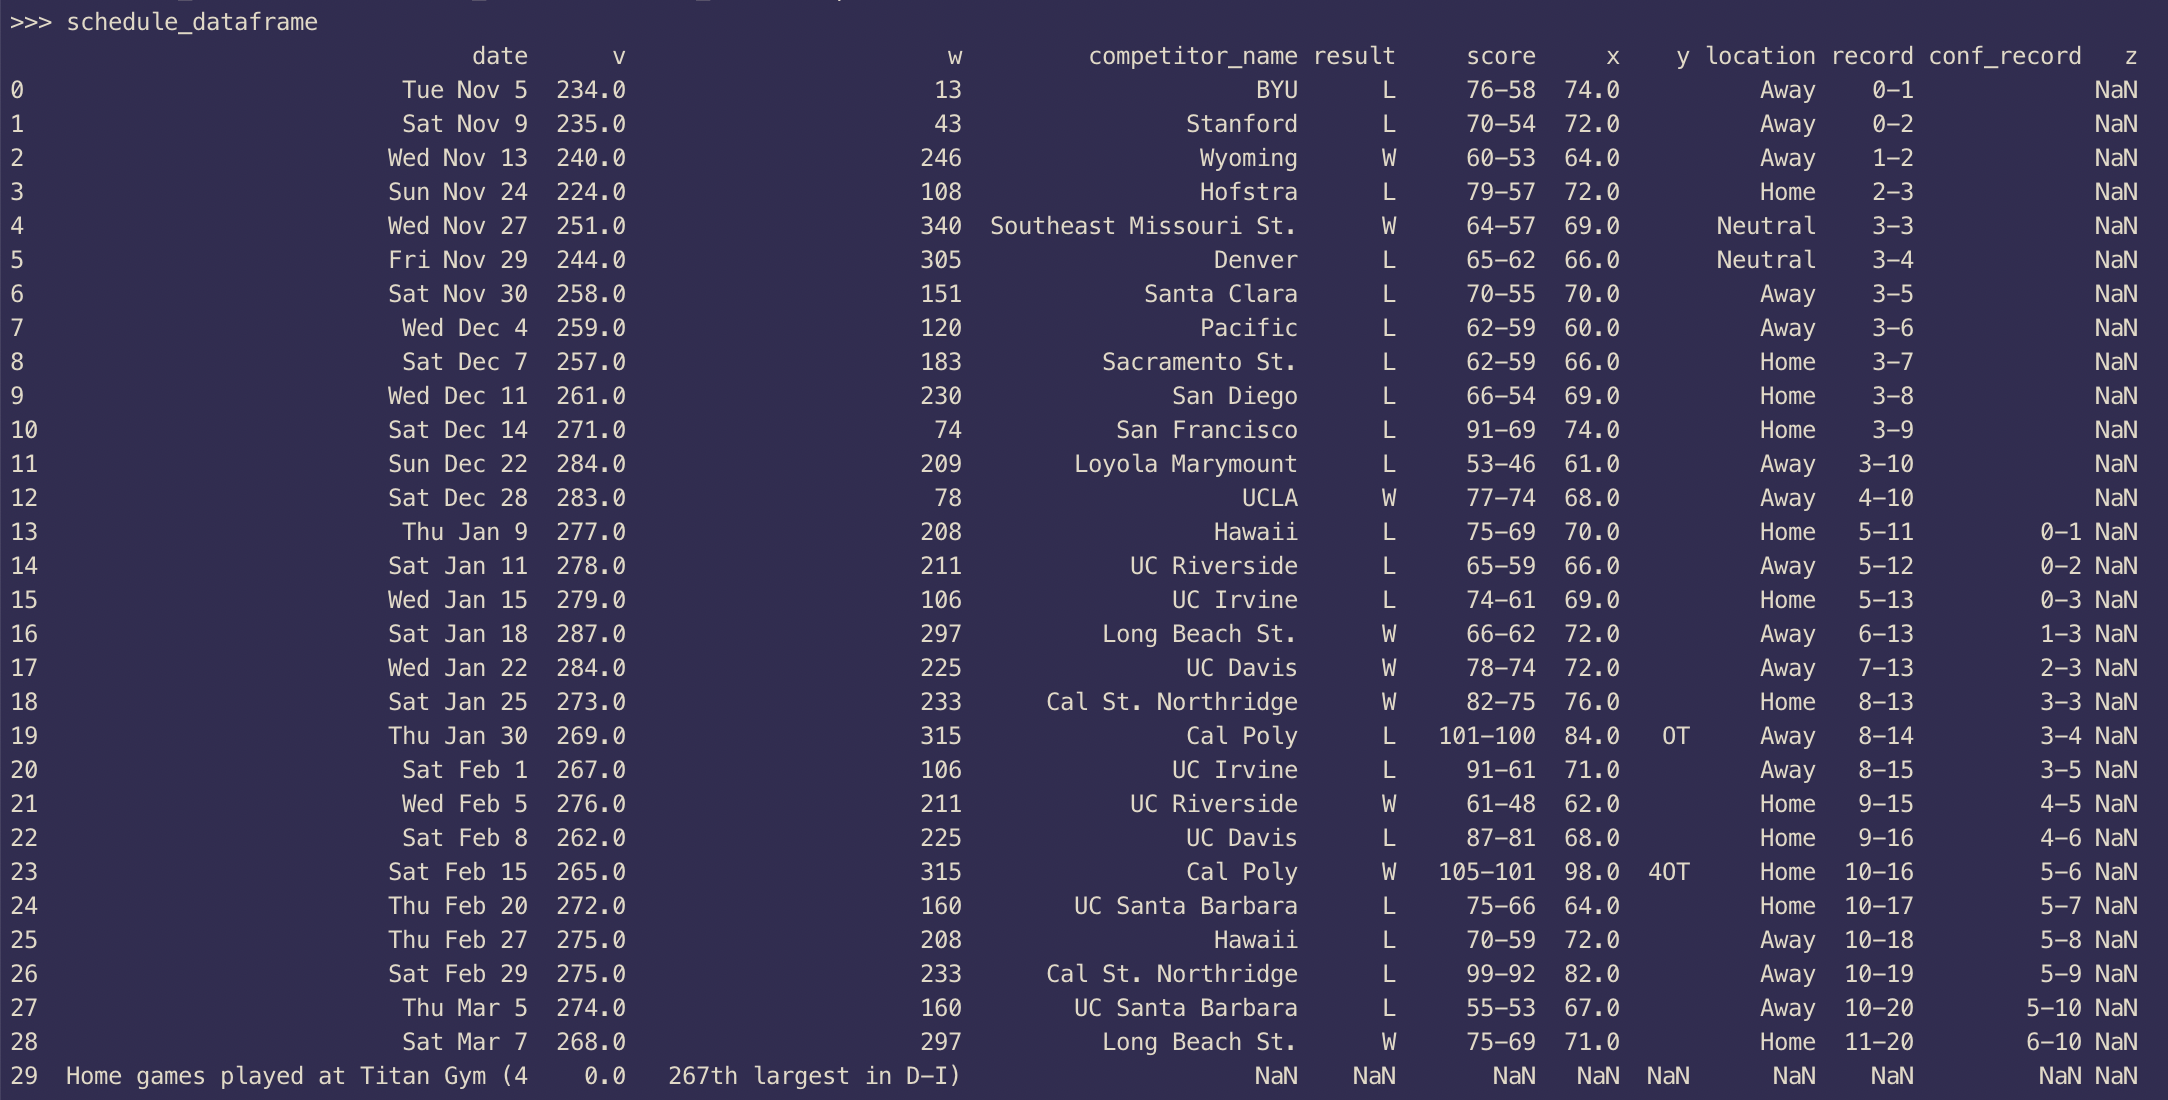 >>> schedule_dataframe
date v w competitor_name result score x y location record conf_record z
0 Tue Nov 5 234.0 13 BYU L 76-58 74.0 Away 0-1 NaN
1 Sat Nov 9 235.0 43 Stanford L 70-54 72.0 Away 0-2 NaN
2 Wed Nov 13 240.0 246 Wyoming W 60-53 64.0 Away 1-2 NaN
3 Sun Nov 24 224.0 108 Hofstra L 79-57 72.0 Home 2-3 NaN
4 Wed Nov 27 251.0 340 Southeast Missouri St. W 64-57 69.0 Neutral 3-3 NaN
5 Fri Nov 29 244.0 305 Denver L 65-62 66.0 Neutral 3-4 NaN
6 Sat Nov 30 258.0 151 Santa Clara L 70-55 70.0 Away 3-5 NaN
7 Wed Dec 4 259.0 120 Pacific L 62-59 60.0 Away 3-6 NaN
8 Sat Dec 7 257.0 183 Sacramento St. L 62-59 66.0 Home 3-7 NaN
9 Wed Dec 11 261.0 230 San Diego L 66-54 69.0 Home 3-8 NaN
10 Sat Dec 14 271.0 74 San Francisco L 91-69 74.0 Home 3-9 NaN
11 Sun Dec 22 284.0 209 Loyola Marymount L 53-46 61.0 Away 3-10 NaN
12 Sat Dec 28 283.0 78 UCLA W 77-74 68.0 Away 4-10 NaN
13 Thu Jan 9 277.0 208 Hawaii L 75-69 70.0 Home 5-11 0-1 NaN
14 Sat Jan 11 278.0 211 UC Riverside L 65-59 66.0 Away 5-12 0-2 NaN
15 Wed Jan 15 279.0 106 UC Irvine L 74-61 69.0 Home 5-13 0-3 NaN
16 Sat Jan 18 287.0 297 Long Beach St. W 66-62 72.0 Away 6-13 1-3 NaN
17 Wed Jan 22 284.0 225 UC Davis W 78-74 72.0 Away 7-13 2-3 NaN
18 Sat Jan 25 273.0 233 Cal St. Northridge W 82-75 76.0 Home 8-13 3-3 NaN
19 Thu Jan 30 269.0 315 Cal Poly L 101-100 84.0 OT Away 8-14 3-4 NaN
20 Sat Feb 1 267.0 106 UC Irvine L 91-61 71.0 Away 8-15 3-5 NaN
21 Wed Feb 5 276.0 211 UC Riverside W 61-48 62.0 Home 9-15 4-5 NaN
22 Sat Feb 8 262.0 225 UC Davis L 87-81 68.0 Home 9-16 4-6 NaN
23 Sat Feb 15 265.0 315 Cal Poly W 105-101 98.0 4OT Home 10-16 5-6 NaN
24 Thu Feb 20 272.0 160 UC Santa Barbara L 75-66 64.0 Home 10-17 5-7 NaN
25 Thu Feb 27 275.0 208 Hawaii L 70-59 72.0 Away 10-18 5-8 NaN
26 Sat Feb 29 275.0 233 Cal St. Northridge L 99-92 82.0 Away 10-19 5-9 NaN
27 Thu Mar 5 274.0 160 UC Santa Barbara L 55-53 67.0 Away 10-20 5-10 NaN
28 Sat Mar 7 268.0 297 Long Beach St. W 75-69 71.0 Home 11-20 6-10 NaN
29 Home games played at Titan Gym (4 0.0 267th largest in D-I) NaN NaN NaN NaN NaN NaN NaN NaN NaN